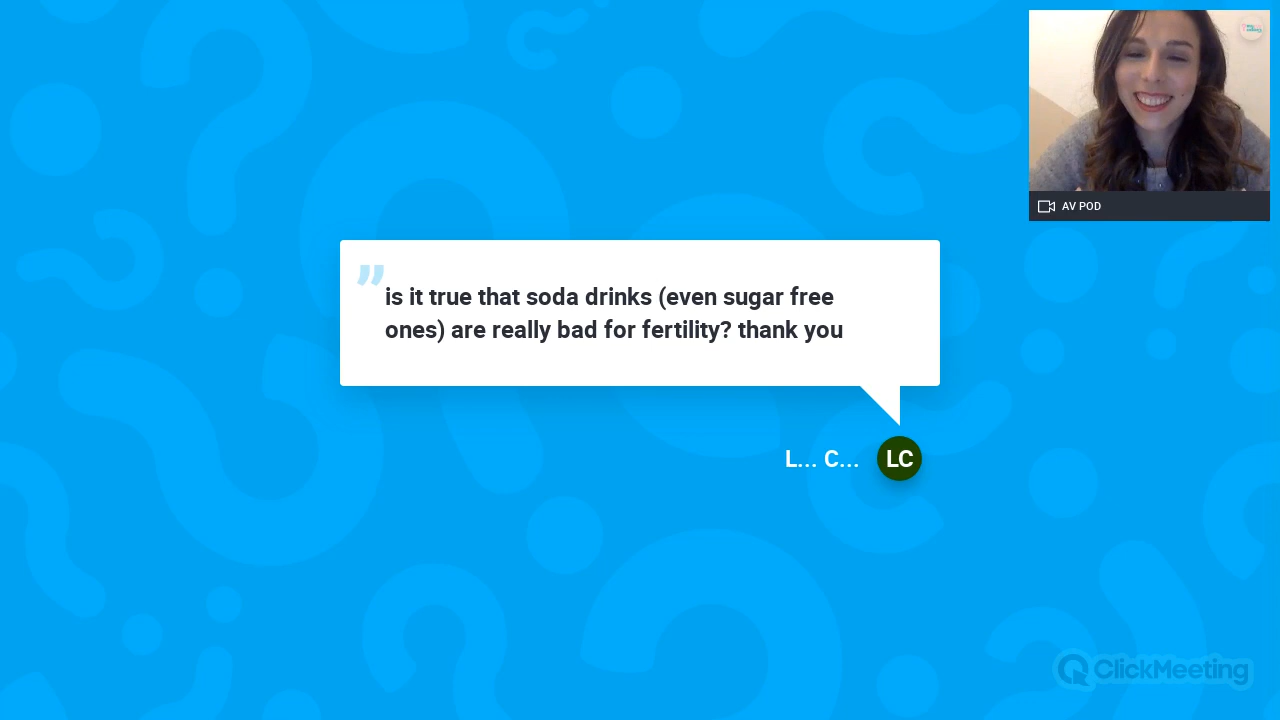 AV POD
is it true that soda drinks (even sugar free
ones) are really bad for fertility? thank you
L... C... LC
ClickMeeting